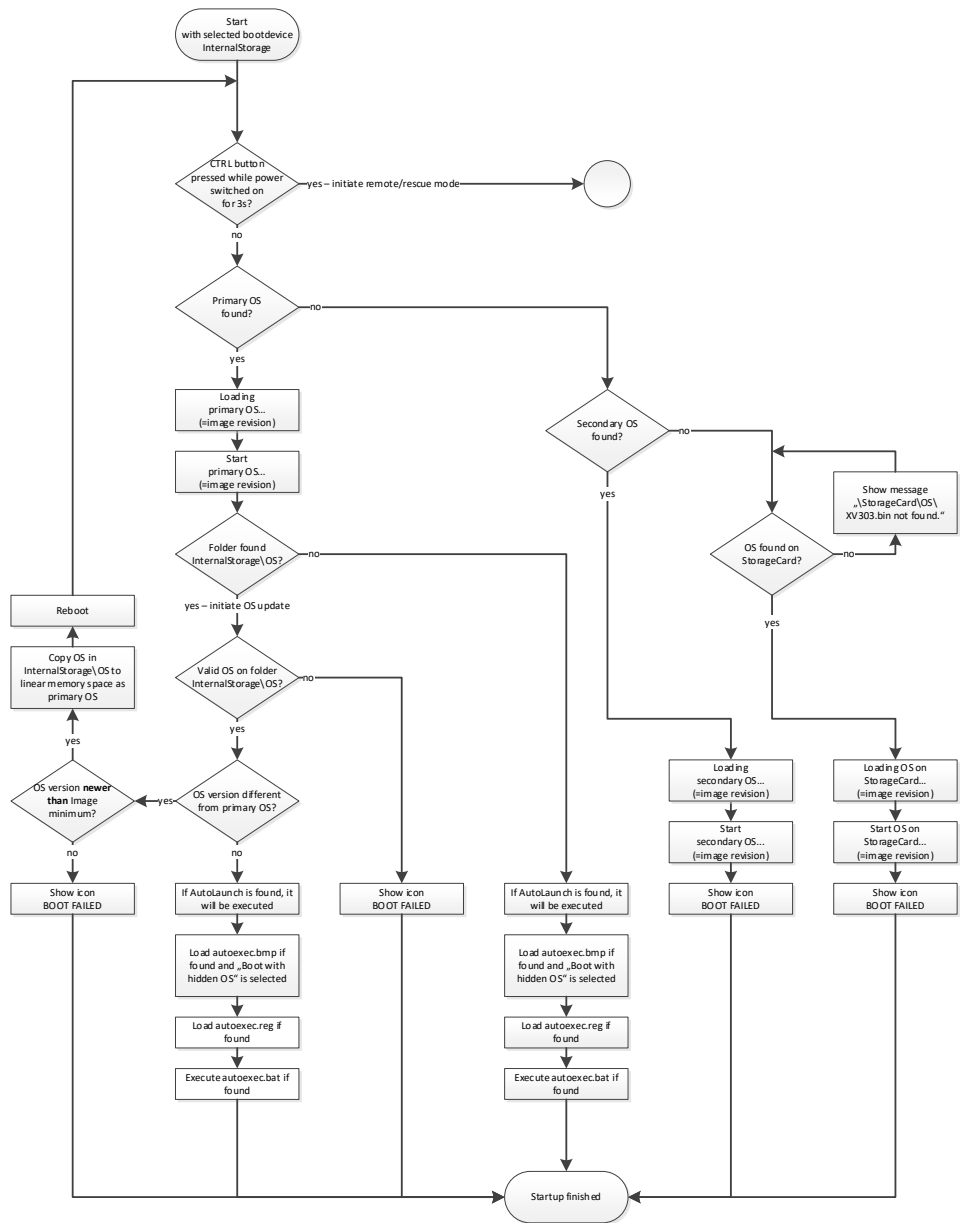 Start
with selected bootdevice
InternalStorage
CTRL button
pressed while power
switched on
for 3s?
yes – initiate remote/rescue mode
no
Primary OS
found?
no
yes
Loading
primary OS...
(=image revision)
Secondary OS
found?
no
Start
primary OS...
(=image revision)
yes
Show message
„\StorageCard\OS\
XV303.bin not found.“
Folder found
InternalStorage\OS?
no
OS found on
StorageCard?
no
yes – initiate OS update
Reboot
yes
Copy OS in
InternalStorage\OS to
linear memory space as
primary OS
Valid OS on folder
InternalStorage\OS?
no
yes
yes
OS version newer
than Image
minimum?
yes
OS version different
from primary OS?
Loading
secondary OS...
(=image revision)
Loading OS on
StorageCard...
(=image revision)
Start
secondary OS...
(=image revision)
Start OS on
StorageCard...
(=image revision)
no
no
Show icon
BOOT FAILED
If AutoLaunch is found, it
will be executed
Show icon
BOOT FAILED
If AutoLaunch is found, it
will be executed
Show icon
BOOT FAILED
Show icon
BOOT FAILED
Load autoexec.bmp if
found and „Boot with
hidden OS“ is selected
Load autoexec.bmp if
found and „Boot with
hidden OS“ is selected
Load autoexec.reg if
found
Load autoexec.reg if
found
Execute autoexec.bat if
found
Execute autoexec.bat if
found
Startup finished